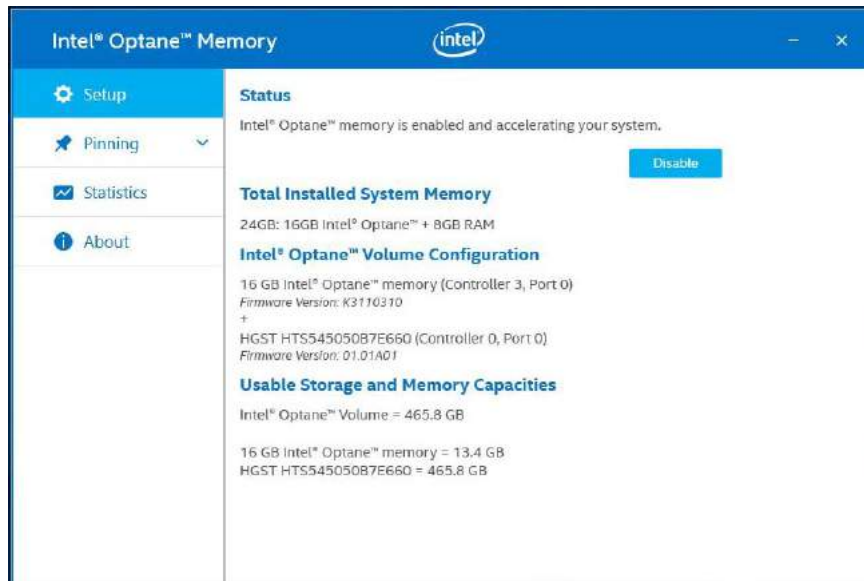 Intel® Optane™ Memory
intel
Setup
Pinning
Statistics
About
Status
Intel® Optane™ memory is enabled and accelerating your system.
Disable
Total Installed System Memory
24GB: 16GB Intel® Optane™ + 8GB RAM
Intel® Optane™ Volume Configuration
16 GB Intel® Optane™ memory (Controller 3, Port 0)
Firmware Version: K3110310
+
HGST HTS545050B7E660 (Controller 0, Port 0)
Firmware Version: 01.01A01
Usable Storage and Memory Capacities
Intel® Optane™ Volume = 465.8 GB
16 GB Intel® Optane™ memory = 13.4 GB
HGST HTS545050B7E660 = 465.8 GB